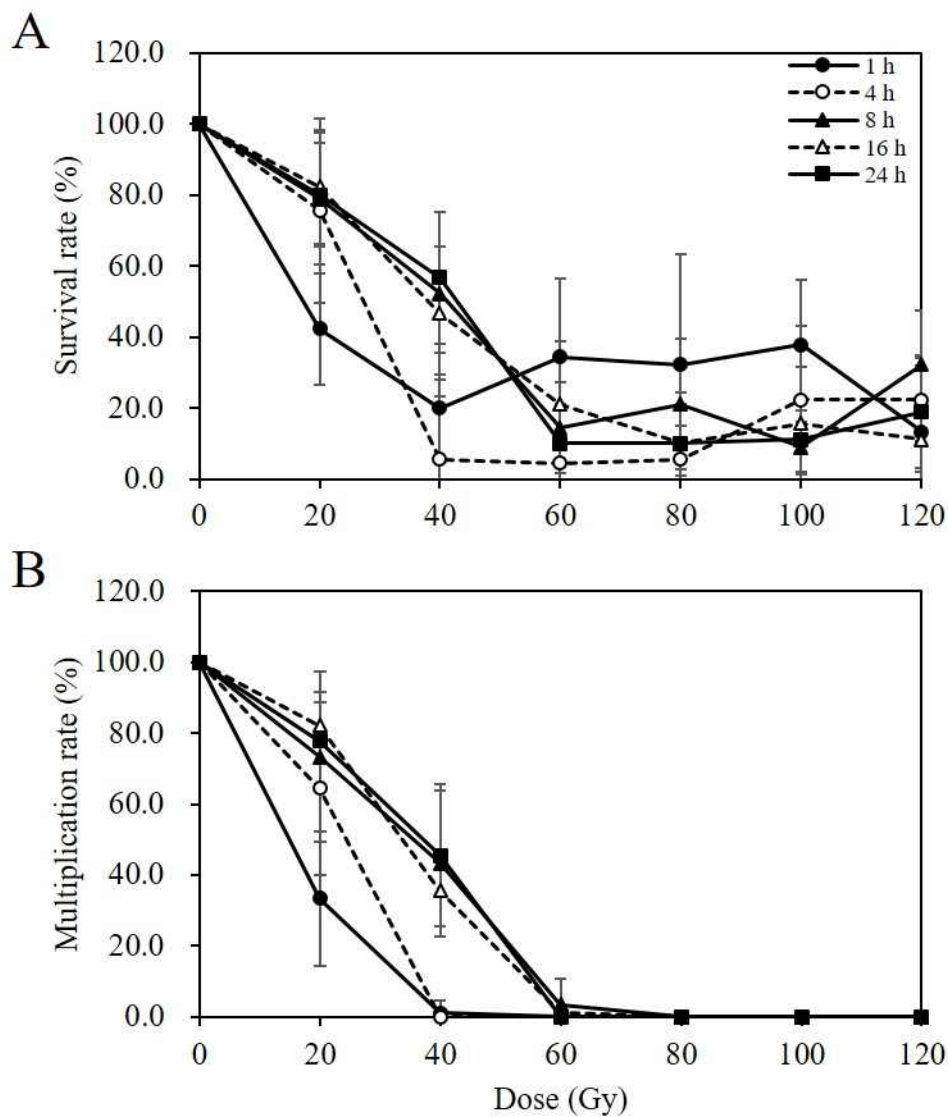 A
120.0
100.0
80.0
60.0
40.0
20.0
0.0
Survival rate (%)
1 h
4 h
8 h
16 h
24 h
0 20 40 60 80 100 120
B
120.0
100.0
80.0
60.0
40.0
20.0
0.0
Multiplication rate (%)
0 20 40 60 80 100 120
Dose (Gy)